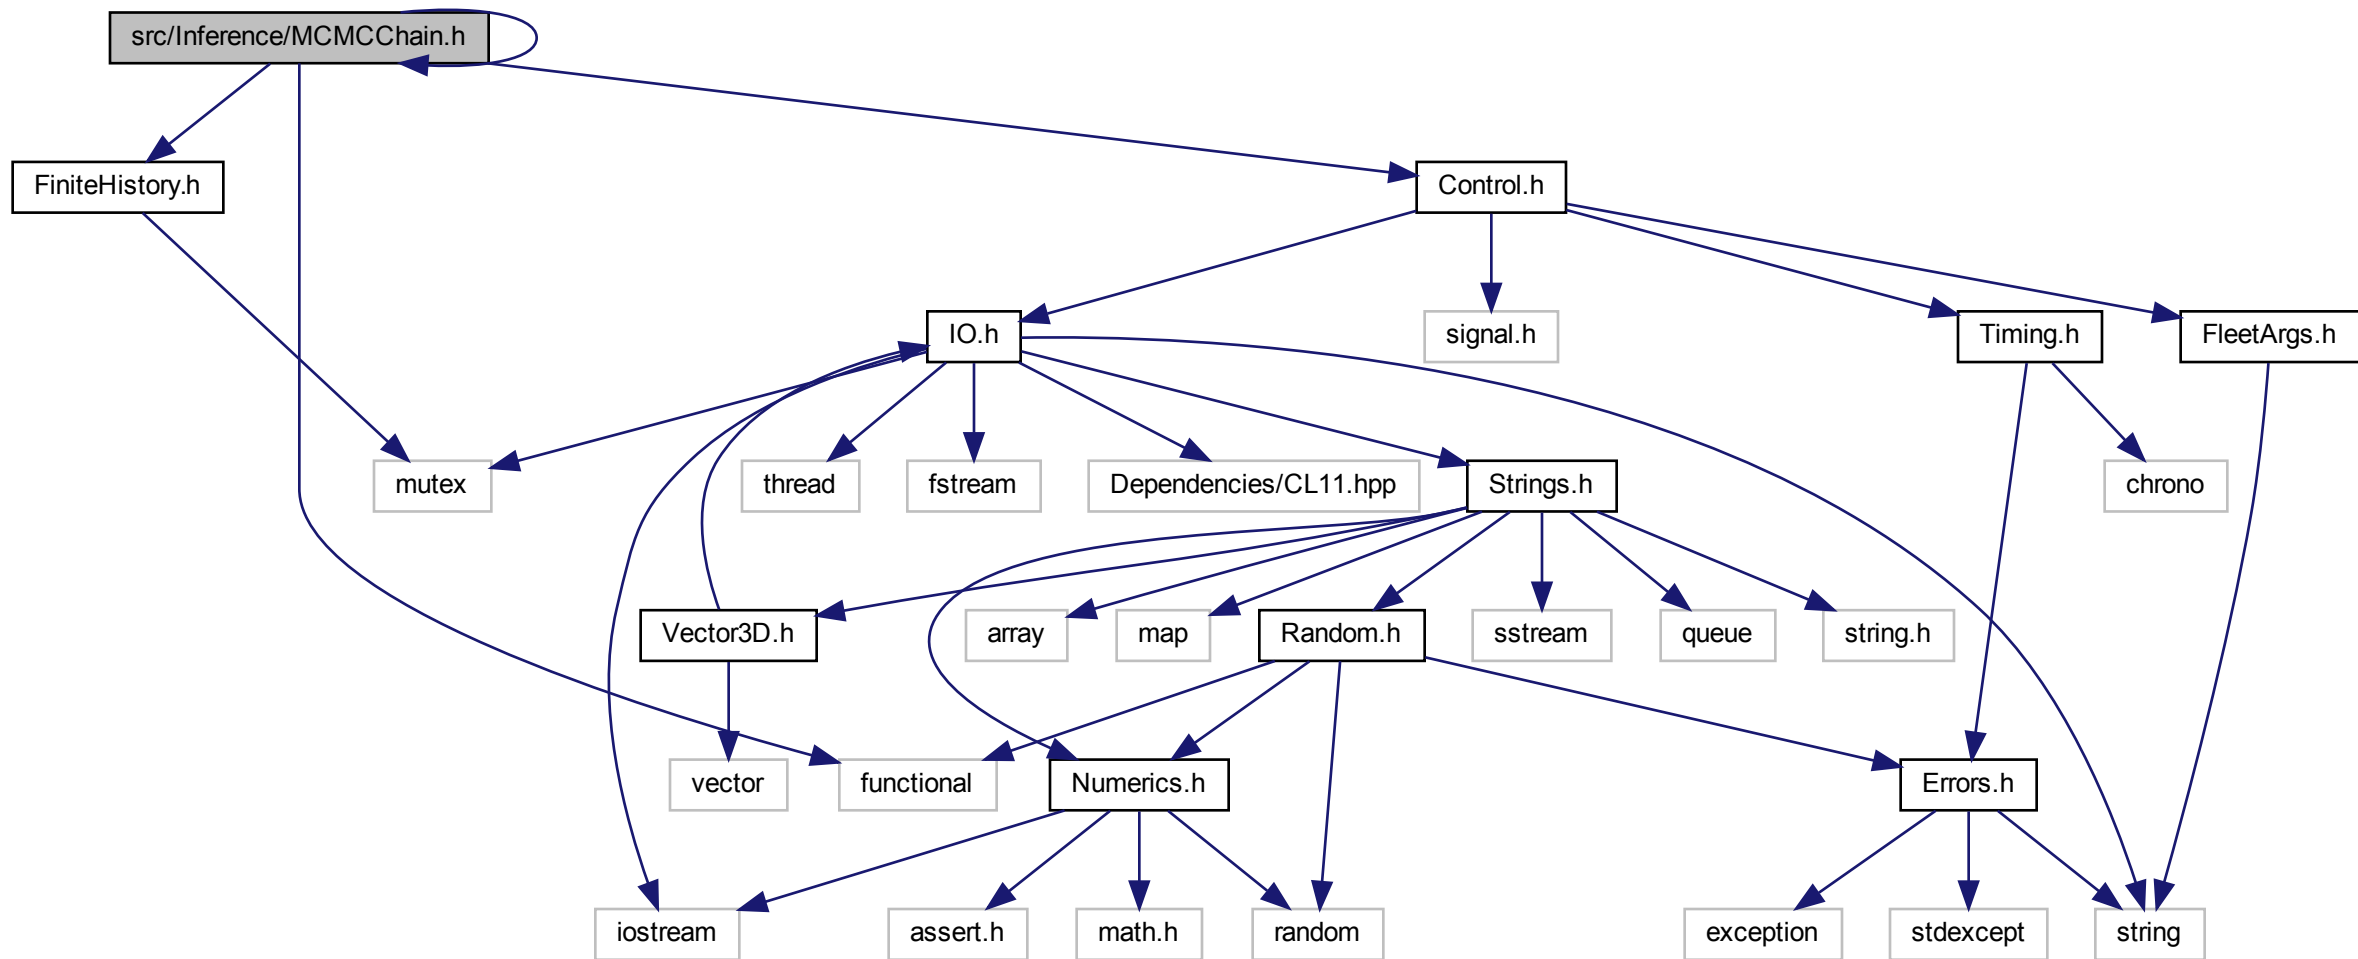 src/Inference/MCMCChain.h
FiniteHistory.h
Control.h
IO.h
signal.h
Timing.h
FleetArgs.h
mutex
thread
fstream
Dependencies/CL11.hpp
Strings.h
chrono
Vector3D.h
array
map
Random.h
sstream
queue
string.h
vector
functional
Numerics.h
Errors.h
iostream
assert.h
math.h
random
exception
stdexcept
string